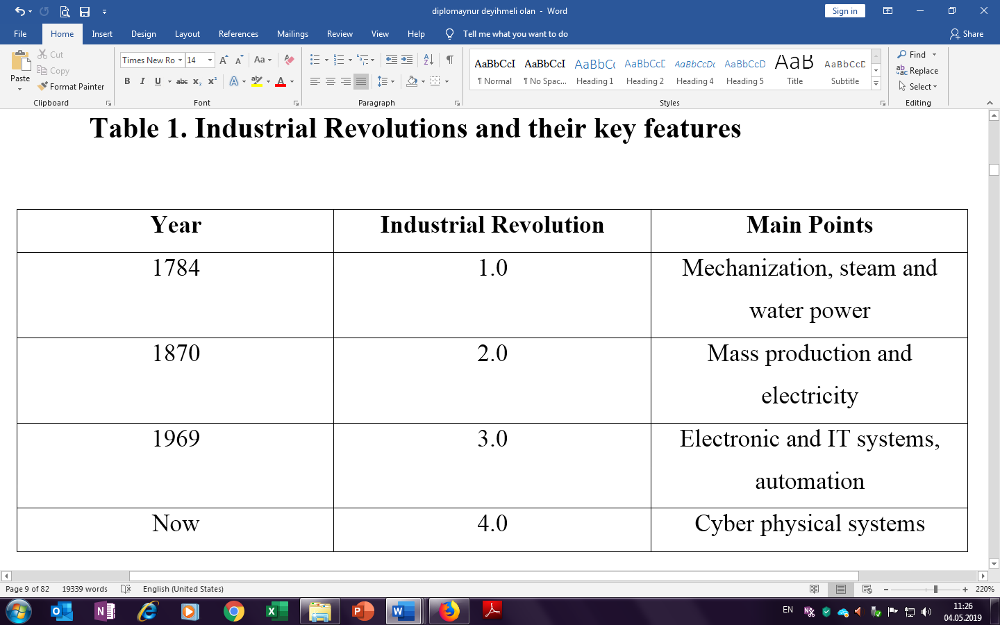 diplomaynur deyihmeli olan - Word
Sign in
File Home Insert Design Layout References Mailings Review View Help Tell me what you want to do Share
Paste
Cut
Copy
Format Painter
Clipboard
Times New Ro 14
Font
Paragraph
AaBbCcI AaBbCcI AaBbCc AaBbCcD AaBbCcDc AaBbCcD AaB AaBbCcD
¶ Normal ¶ No Spac... Heading 1 Heading 2 Heading 4 Heading 5 Title Subtitle
Styles
Find
Replace
Select
Editing
Table 1. Industrial Revolutions and their key features
Year Industrial Revolution Main Points
1784 1.0 Mechanization, steam and
water power
1870 2.0 Mass production and
electricity
1969 3.0 Electronic and IT systems,
automation
Now 4.0 Cyber physical systems
Page 9 of 82 19339 words English (United States) 220%
EN 11:26
04.05.2019